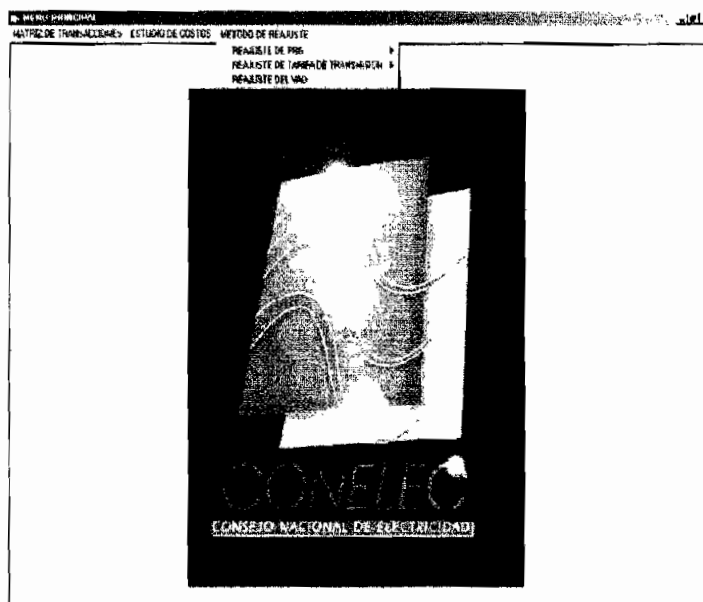 MENU PRINCIPAL
MATRIZ DE TRANSACCIONES ESTUDIO DE COSTOS METODO DE REAJUSTE
REAJUSTE DE PRG
REAJUSTE DE TARIFA DE TRANSMISION
REAJUSTE DEL VAD
CONELEC
CONSEJO NACIONAL DE ELECTRICIDAD